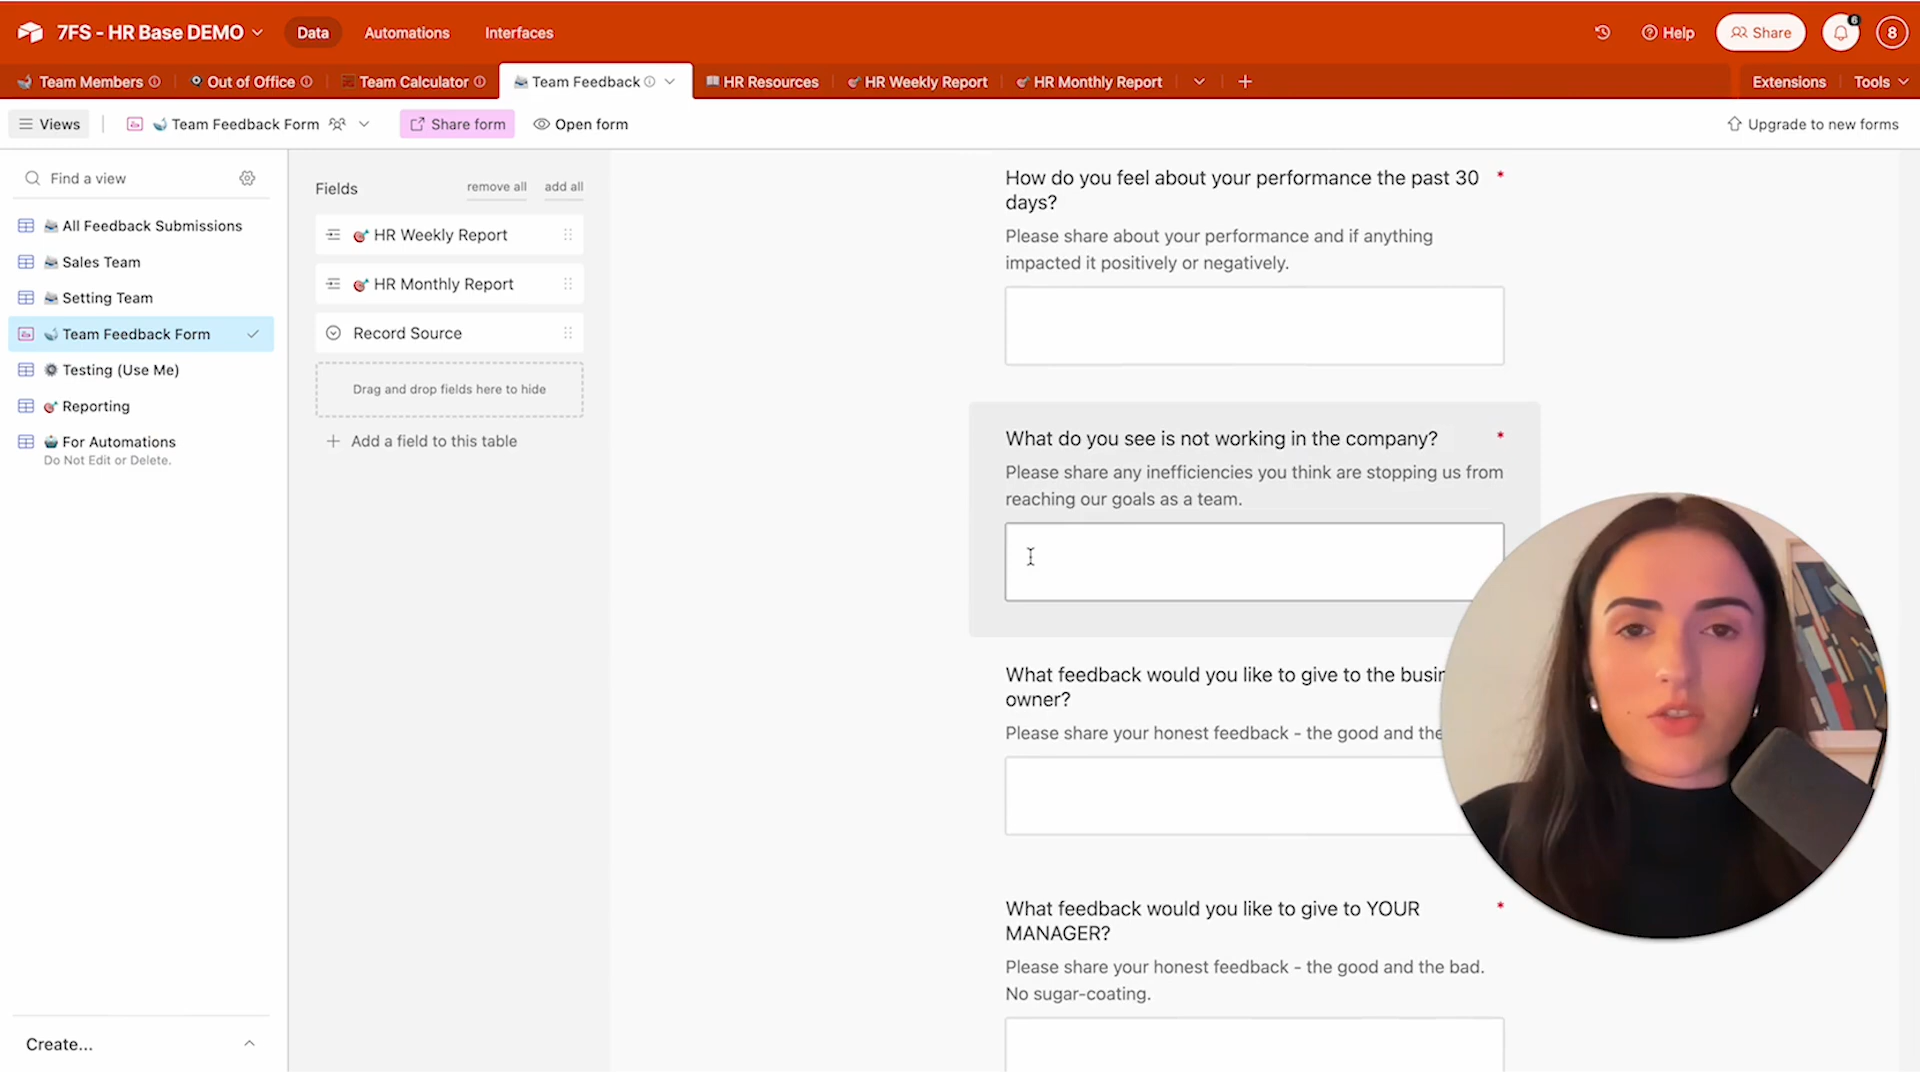 7FS - HR Base DEMO
Data
Automations
Interfaces
Help
Share
6
8
Team Members
Out of Office
Team Calculator
Team Feedback
HR Resources
HR Weekly Report
HR Monthly Report
Extensions
Tools
Views
Team Feedback Form
Share form
Open form
Upgrade to new forms
Find a view
All Feedback Submissions
Sales Team
Setting Team
Team Feedback Form
Testing (Use Me)
Reporting
For Automations
Do Not Edit or Delete.
Create...
Fields
remove all
add all
HR Weekly Report
HR Monthly Report
Record Source
Drag and drop fields here to hide
Add a field to this table
How do you feel about your performance the past 30 *
days?
Please share about your performance and if anything
impacted it positively or negatively.
What do you see is not working in the company? *
Please share any inefficiencies you think are stopping us from
reaching our goals as a team.
What feedback would you like to give to the
owner?
Please share your honest feedback - the good and the
What feedback would you like to give to YOUR *
MANAGER?
Please share your honest feedback - the good and the bad.
No sugar-coating.